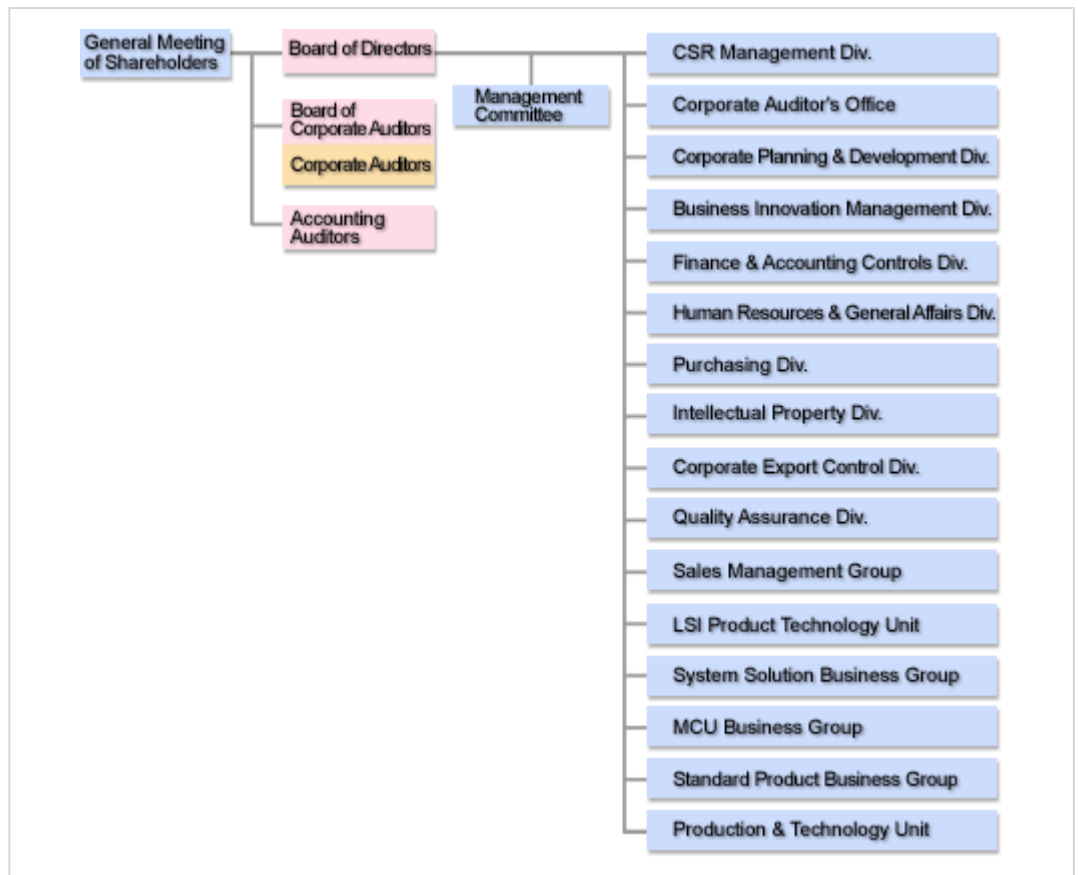 General Meeting
of Shareholders
Board of Directors
Board of
Corporate Auditors
Corporate Auditors
Accounting
Auditors
Management
Committee
CSR Management Div.
Corporate Auditor's Office
Corporate Planning & Development Div.
Business Innovation Management Div.
Finance & Accounting Controls Div.
Human Resources & General Affairs Div.
Purchasing Div.
Intellectual Property Div.
Corporate Export Control Div.
Quality Assurance Div.
Sales Management Group
LSI Product Technology Unit
System Solution Business Group
MCU Business Group
Standard Product Business Group
Production & Technology Unit